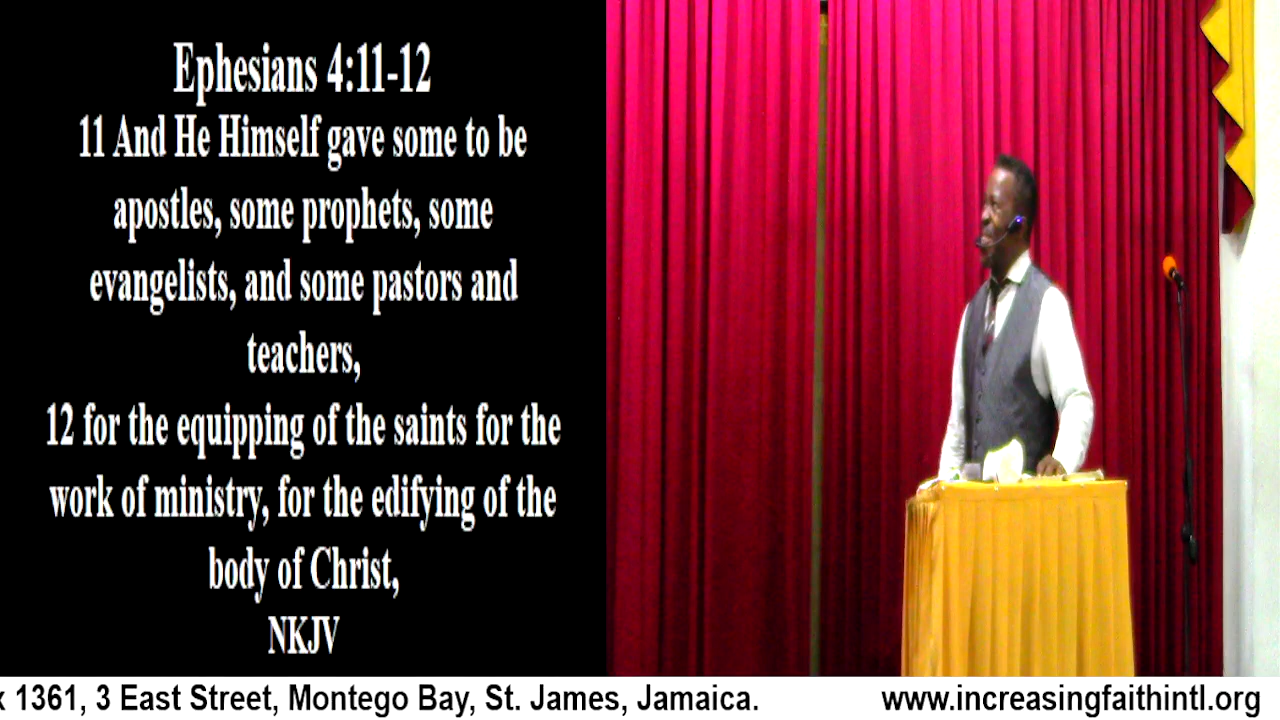 Ephesians 4:11-12
11 And He Himself gave some to be
apostles, some prophets, some
evangelists, and some pastors and
teachers,
12 for the equipping of the saints for the
work of ministry, for the edifying of the
body of Christ,
NKJV
1361, 3 East Street, Montego Bay, St. James, Jamaica. www.increasingfaithintl.org